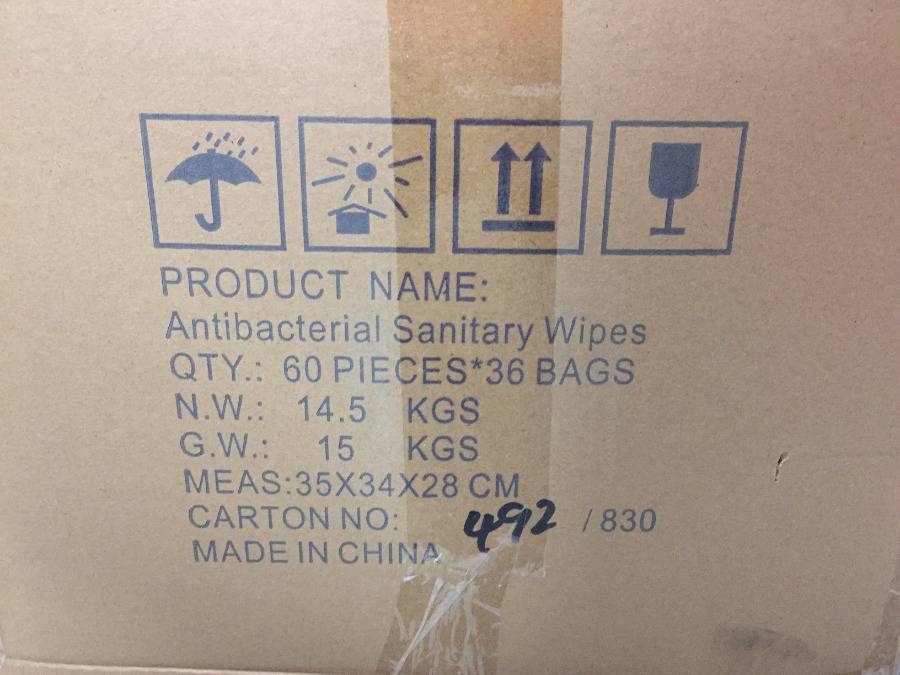 PRODUCT NAME:
Antibacterial Sanitary Wipes
QTY.: 60 PIECES*36 BAGS
N.W.: 14.5 KGS
G.W.: 15 KGS
MEAS:35X34X28 CM
CARTON NO: 492 /830
MADE IN CHINA